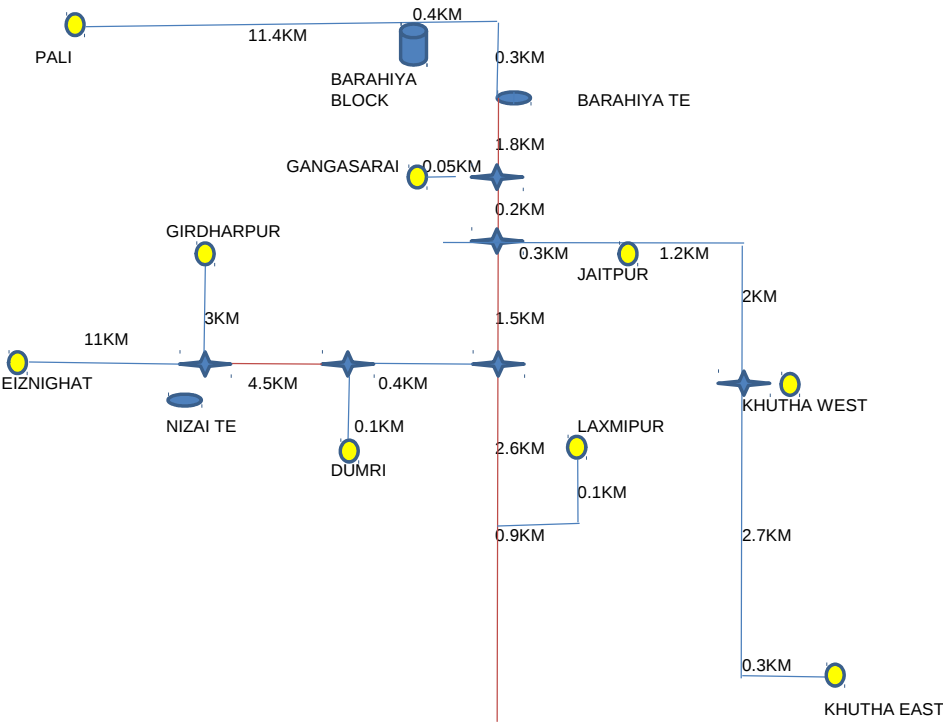 0.4KM
11.4KM
PALI
0.3KM
BARAHIYA
BLOCK
BARAHIYA TE
1.8KM
GANGASARAI
0.05KM
0.2KM
GIRDHARPUR
0.3KM
1.2KM
JAITPUR
2KM
3KM
1.5KM
11KM
EIZNIGHAT
4.5KM
0.4KM
KHUTHA WEST
NIZAI TE
0.1KM
LAXMIPUR
2.6KM
DUMRI
0.1KM
0.9KM
2.7KM
0.3KM
KHUTHA EAST